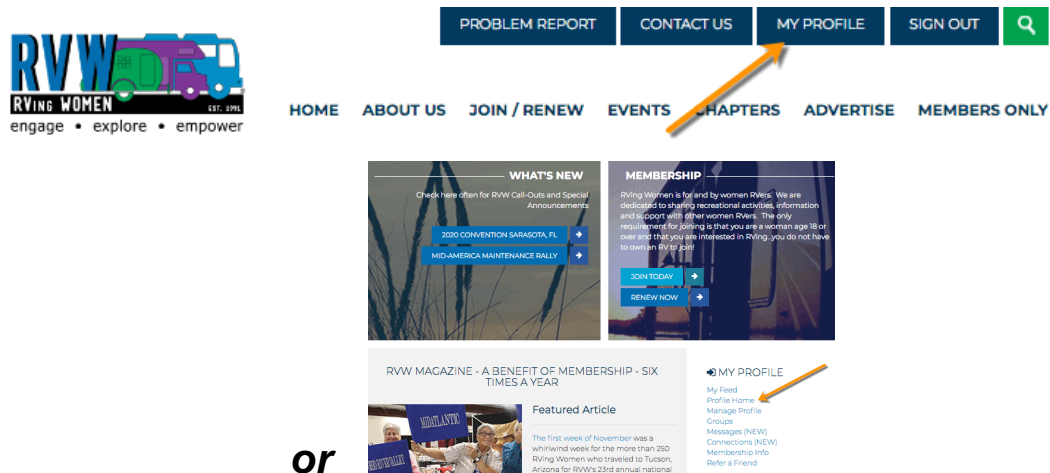 PROBLEM REPORT CONTACT US MY PROFILE SIGN OUT
RVW
RVING WOMEN EST. 1991
engage • explore • empower
HOME ABOUT US JOIN / RENEW EVENTS CHAPTERS ADVERTISE MEMBERS ONLY
WHAT'S NEW
Check here often for RVW Call-Outs and Special
Announcements
2020 CONVENTION SARASOTA, FL
MID-AMERICA MAINTENANCE RALLY
MEMBERSHIP
RVing Women is for and by women RVers. We are
dedicated to sharing recreational activities, information
and support with other women RVers. The only
requirement for joining is that you are a woman age 18 or
over and that you are interested in RVing...you do not have
to own an RV to join!
JOIN TODAY
RENEW NOW
RVW MAGAZINE - A BENEFIT OF MEMBERSHIP - SIX
TIMES A YEAR
MIDATLANTIC
Featured Article
The first week of November was a
whirlwind week for the more than 250
RVing Women who traveled to Tucson,
Arizona for RVW's 23rd annual national
MY PROFILE
My Feed
Profile Home
Manage Profile
Groups
Messages (NEW)
Connections (NEW)
Membership Info
Refer a Friend
or